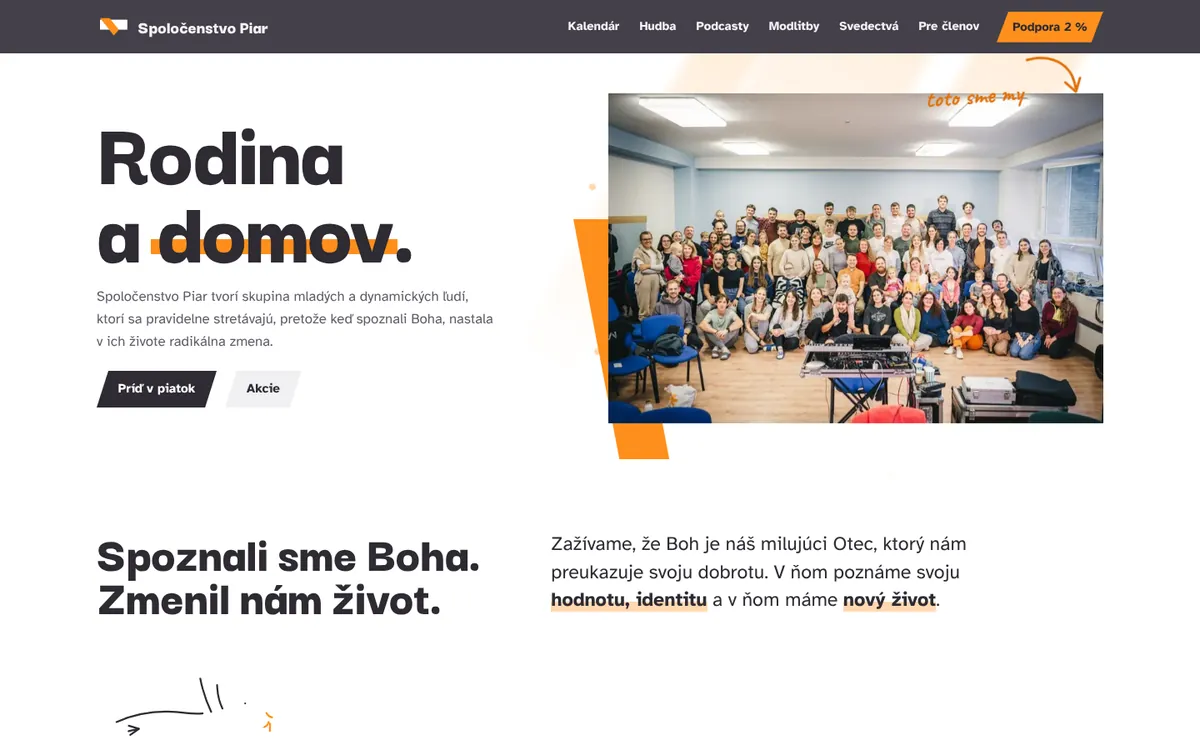 Spoločenstvo Piar
Kalendár
Hudba
Podcasty
Modlitby
Svedectvá
Pre členov
Podpora 2 %
toto sme my
Rodina
a domov.
Spoločenstvo Piar tvorí skupina mladých a dynamických ľudí,
ktorí sa pravidelne stretávajú, pretože keď spoznali Boha, nastala
v ich živote radikálna zmena.
Príď v piatok
Akcie
Spoznali sme Boha.
Zmenil nám život.
Zažívame, že Boh je náš milujúci Otec, ktorý nám
preukazuje svoju dobrotu. V ňom poznáme svoju
hodnotu, identitu a v ňom máme nový život.